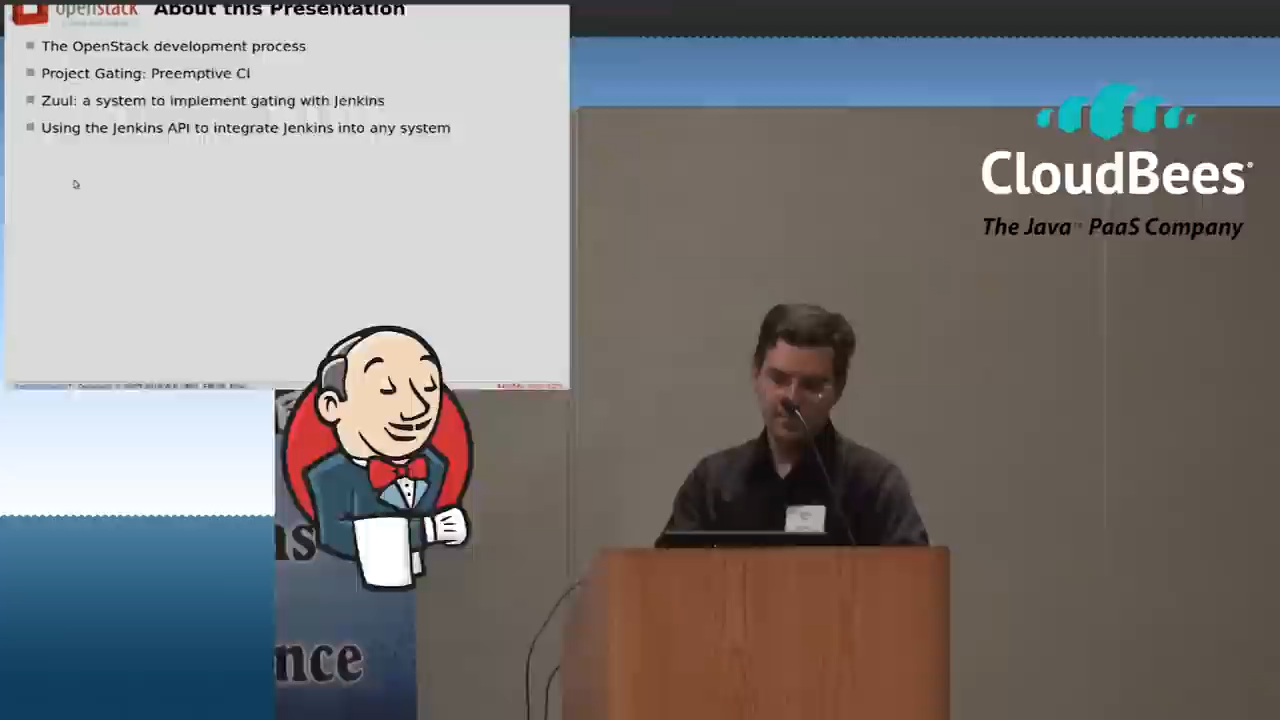 openstack
About this Presentation
The OpenStack development process
Project Gating: Preemptive CI
Zuul: a system to implement gating with Jenkins
Using the Jenkins API to integrate Jenkins into any system
CloudBees®
The Java™ PaaS Company
ns
nce